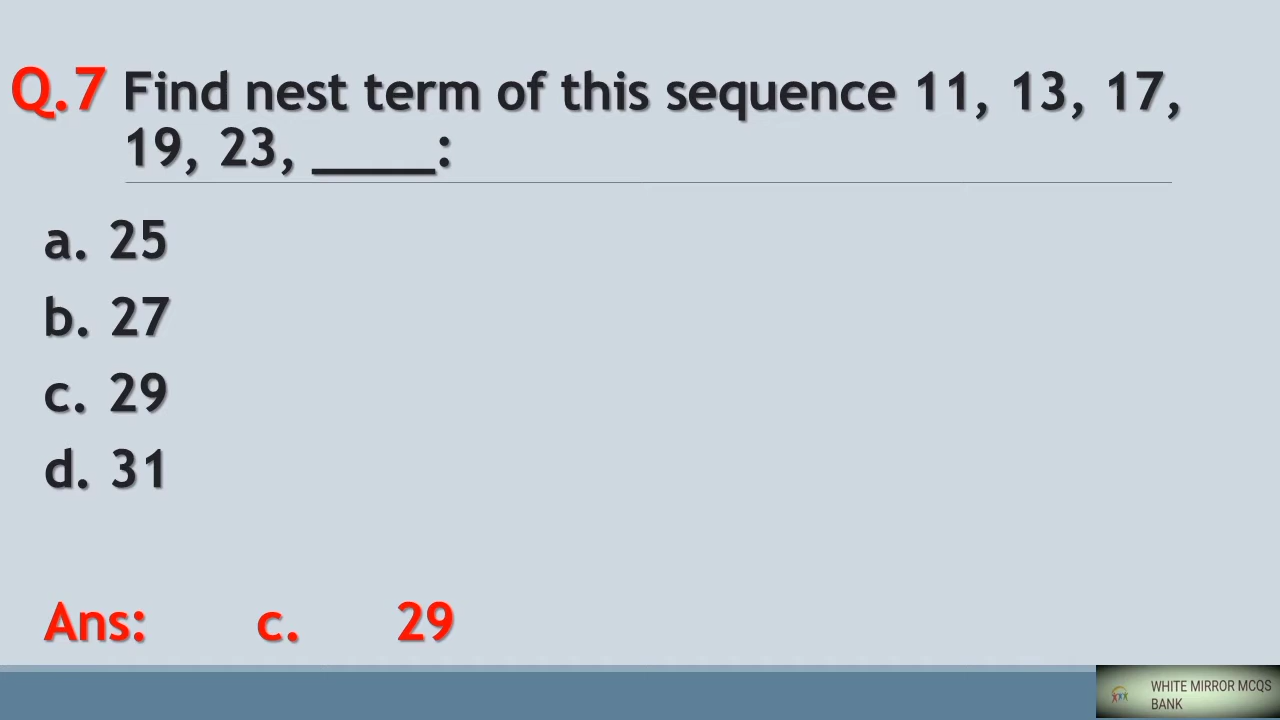 Q.7 Find nest term of this sequence 11, 13, 17,
19, 23, _____:
a. 25
b. 27
c. 29
d. 31
Ans: c. 29
WHITE MIRROR MCQS
BANK